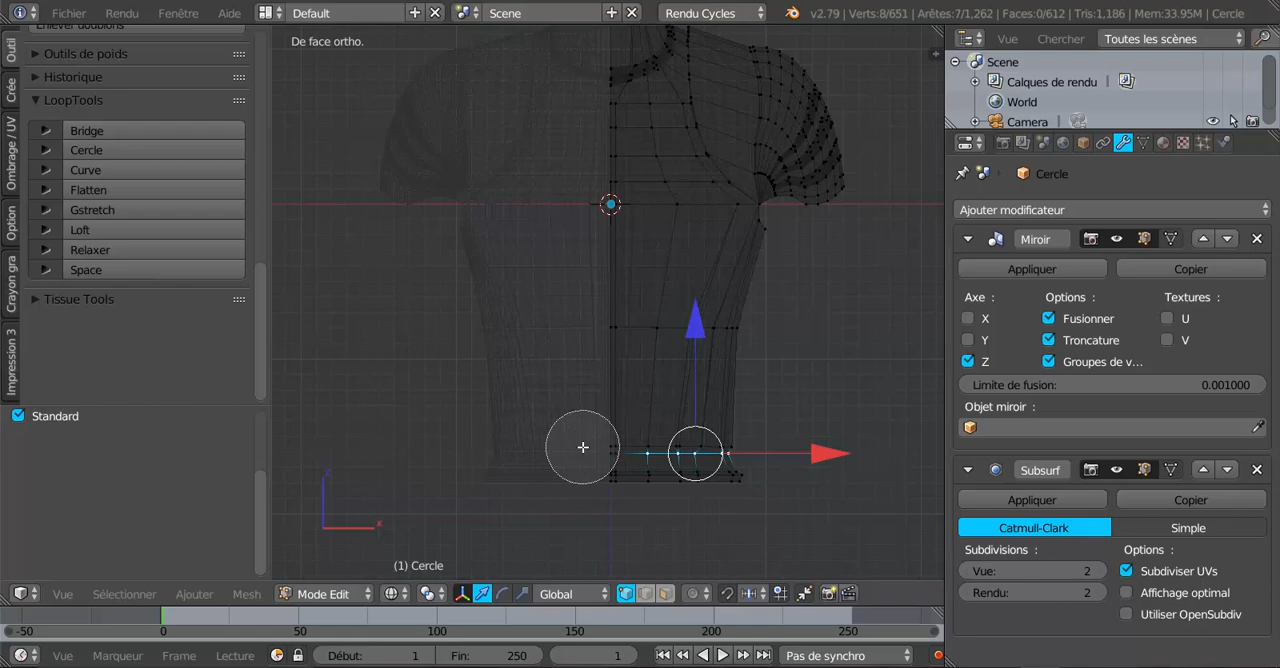 Fichier Rendu Fenêtre Aide Default Scene Rendu Cycles v2.79 | Verts:8/651 | Arêtes:7/1,262 | Faces:0/612 | Tris:1,186 | Mem:33.95M | Cercle
Enlever doublons
Outils de poids
Historique
LoopTools
Bridge
Cercle
Courbe
Flatten
Gstretch
Loft
Relaxer
Space
Tissue Tools
Standard
Outil
Crée
Ombrage / UV
Option
Crayon gra
Impression 3
De face ortho.
z
x
(1) Cercle
Vue Sélectionner Ajouter Mesh Mode Edit Global
-50 0 50 100 150 200 250
Vue Marqueur Frame Lecture Début: 1 Fin: 250 1 Pas de synchro
Vue Chercher Toutes les scènes
Scene
Calques de rendu |
World
Camera
Cercle
Ajouter modificateur
Miroir
Appliquer Copier
Axe : Options : Textures :
X Fusionner U
Y Troncature V
Z Groupes de v...
Limite de fusion: 0.001000
Objet miroir :
Subsurf
Appliquer Copier
Catmull-Clark Simple
Subdivisions : Options :
Vue: 2 Subdiviser UVs
Rendu: 2 Affichage optimal
Utiliser OpenSubdiv